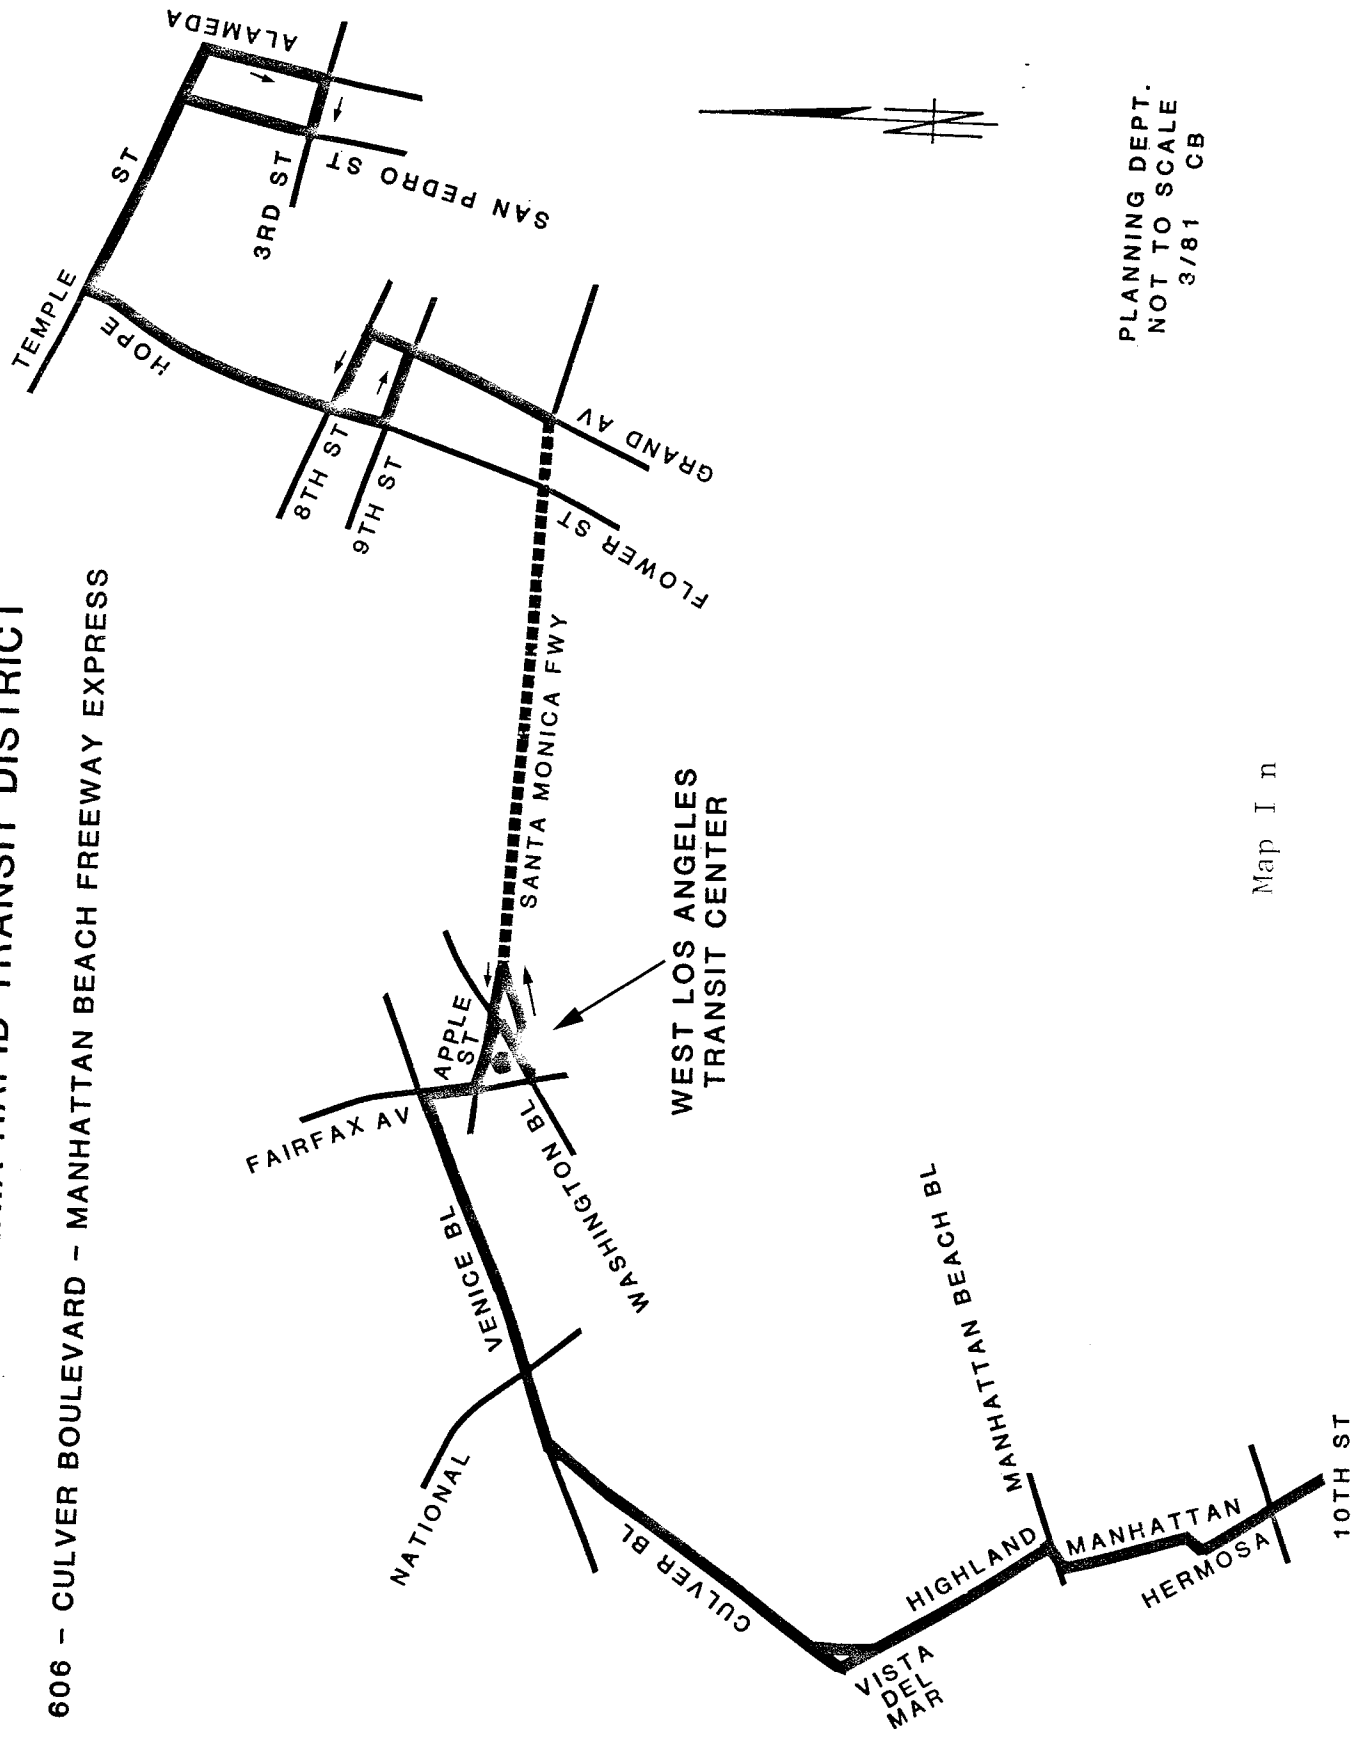 TRANSIT DISTRICT
606 – CULVER BOULEVARD – MANHATTAN BEACH FREEWAY EXPRESS
TEMPLE ST
ALAMEDA
HOPE
3RD ST
SAN PEDRO ST
8TH ST
9TH ST
GRAND AV
FLOWER ST
SANTA MONICA FWY
FAIRFAX AV
APPLE
ST
WASHINGTON BL
WEST LOS ANGELES
TRANSIT CENTER
VENICE BL
NATIONAL
CULVER BL
VISTA
DEL
MAR
HIGHLAND
MANHATTAN BEACH BL
MANHATTAN
HERMOSA
10TH ST
N
PLANNING DEPT.
NOT TO SCALE
3/81 CB
Map I n